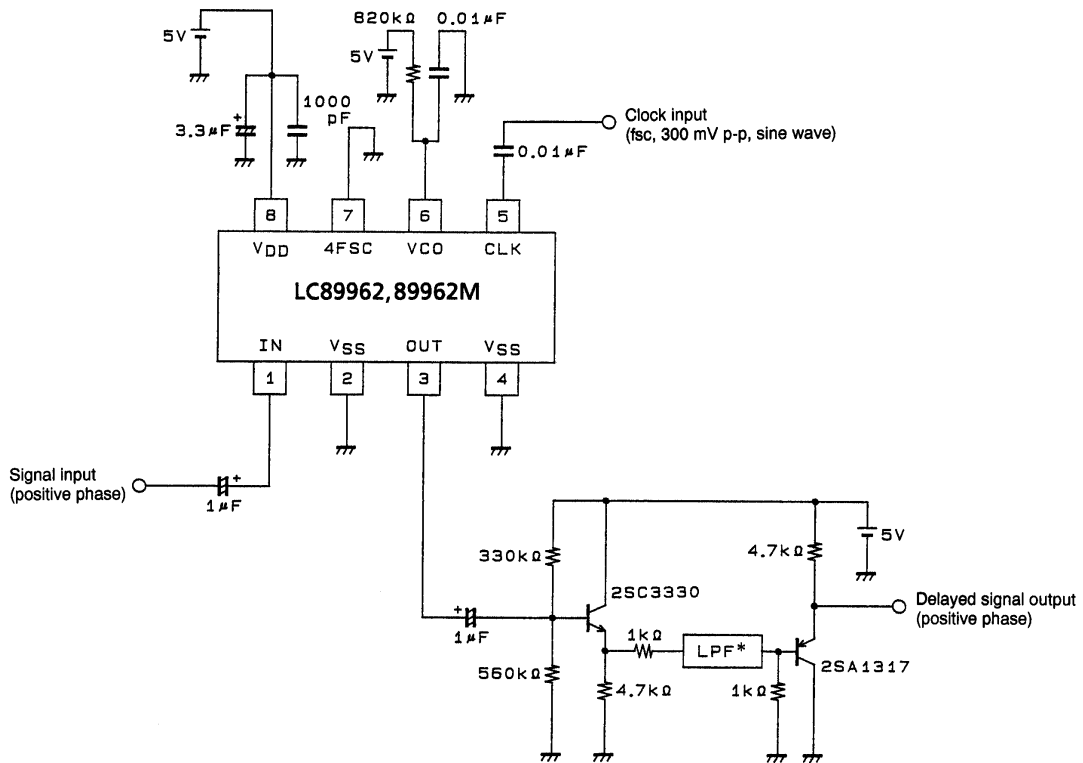 820kΩ 0.01μF
5V
5V
1000
pF
3.3μF
Clock input
(fsc, 300 mV p-p, sine wave)
0.01μF
8 7 6 5
VDD 4FSC VCO CLK
LC89962, 89962M
IN VSS OUT VSS
1 2 3 4
Signal input
(positive phase)
+
1μF
+
5V
330kΩ
4.7kΩ
2SC3330
Delayed signal output
(positive phase)
+
1μF
1kΩ
LPF*
2SA1317
560kΩ
4.7kΩ
1kΩ